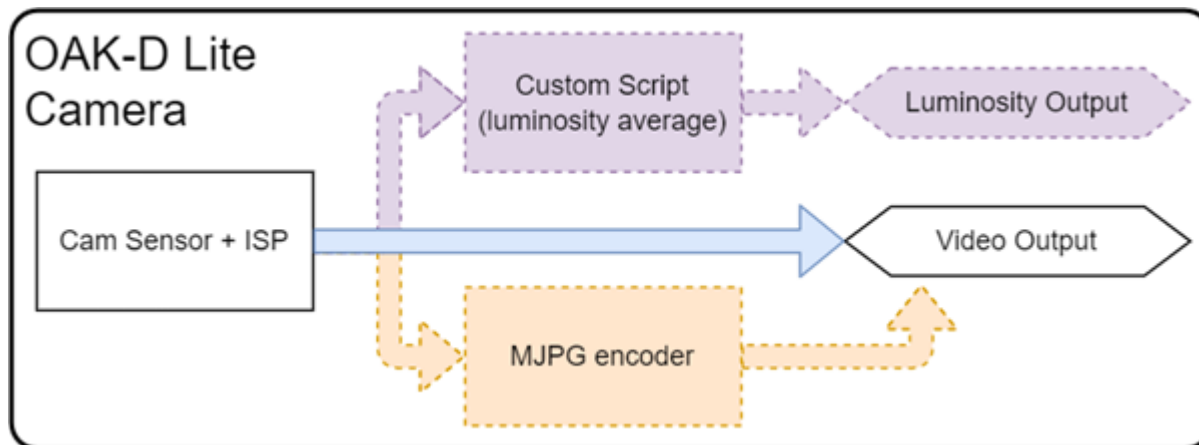 OAK-D Lite
Camera
Custom Script
(luminosity average)
Luminosity Output
Cam Sensor + ISP
Video Output
MJPG encoder